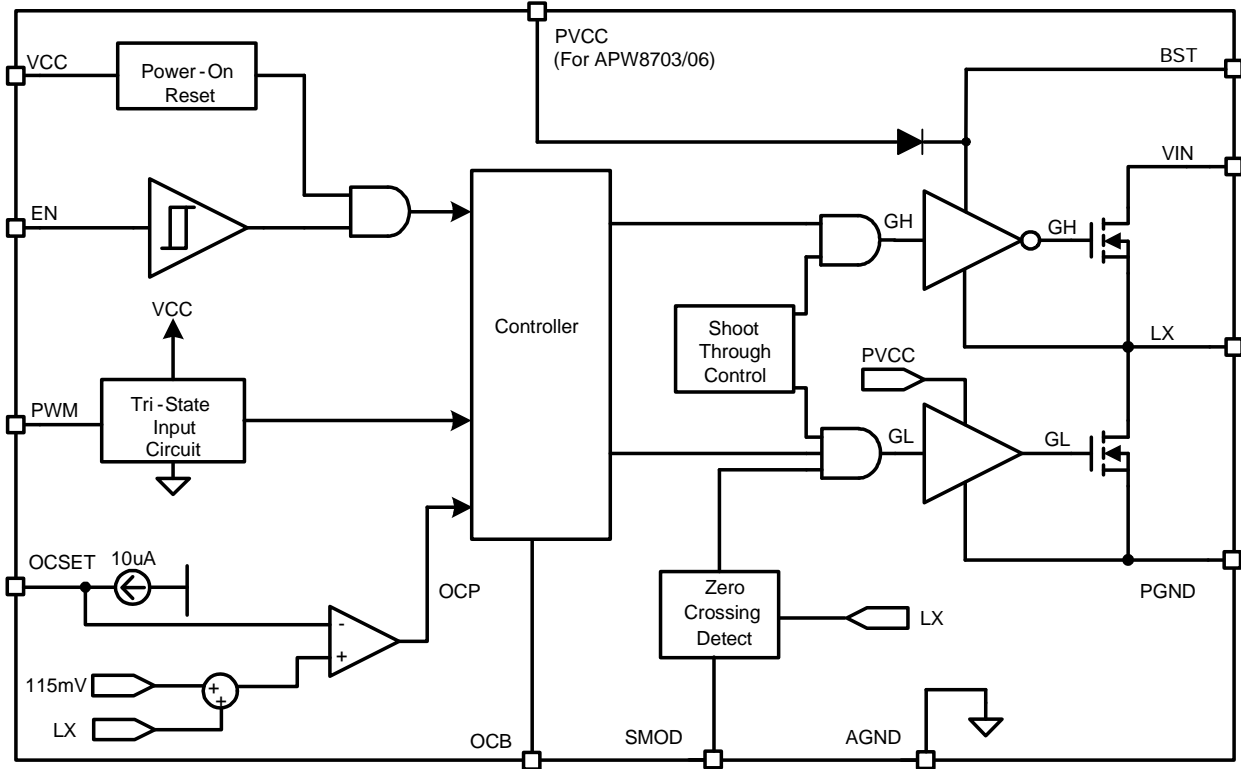 PVCC
(For APW8703/06)
VCC
Power-On
Reset
BST
VIN
EN
GH
GH
VCC
Controller
Shoot
Through
Control
LX
PVCC
PWM
Tri-State
Input
Circuit
GL
GL
OCSET
10uA
OCP
Zero
Crossing
Detect
LX
PGND
-
+
115mV
+
+
LX
OCB
SMOD
AGND